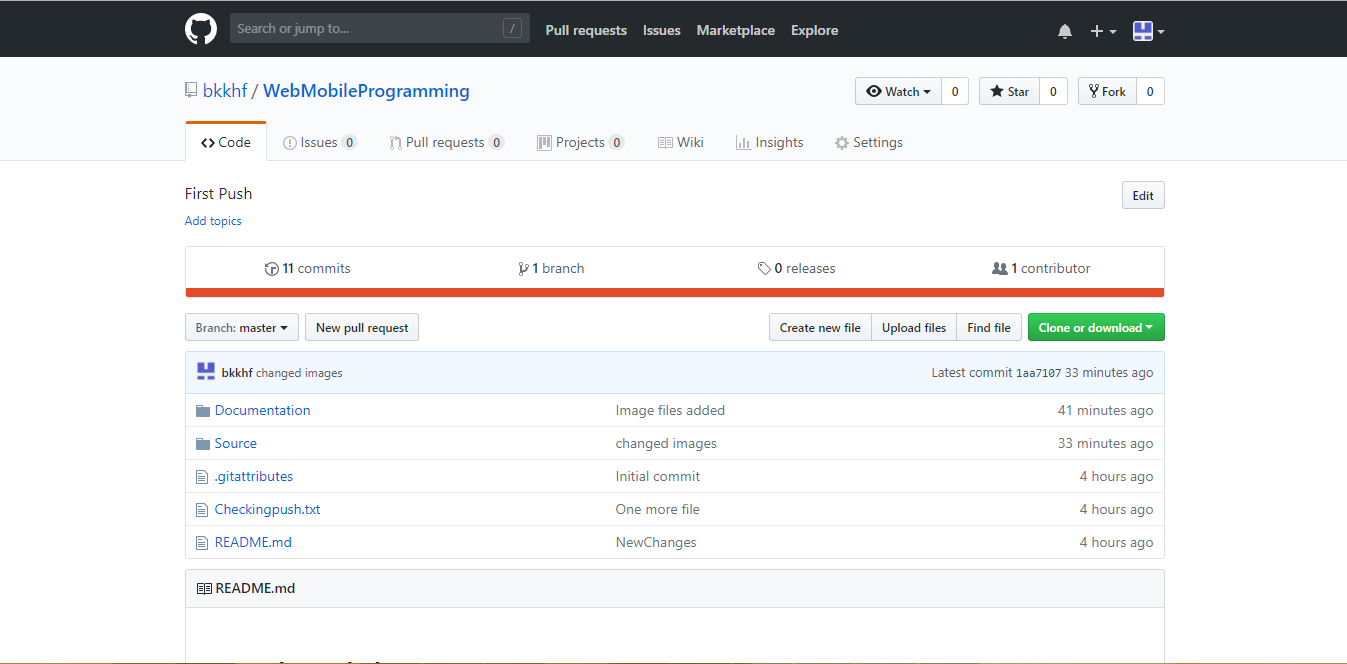 Search or jump to... / Pull requests Issues Marketplace Explore
bkkhf / WebMobileProgramming Watch 0 Star 0 Fork 0
Code Issues 0 Pull requests 0 Projects 0 Wiki Insights Settings
First Push Edit
Add topics
11 commits 1 branch 0 releases 1 contributor
Branch: master New pull request Create new file Upload files Find file Clone or download
bkkhf changed images Latest commit 1aa7107 33 minutes ago
Documentation Image files added 41 minutes ago
Source changed images 33 minutes ago
.gitattributes Initial commit 4 hours ago
Checkingpush.txt One more file 4 hours ago
README.md NewChanges 4 hours ago
README.md